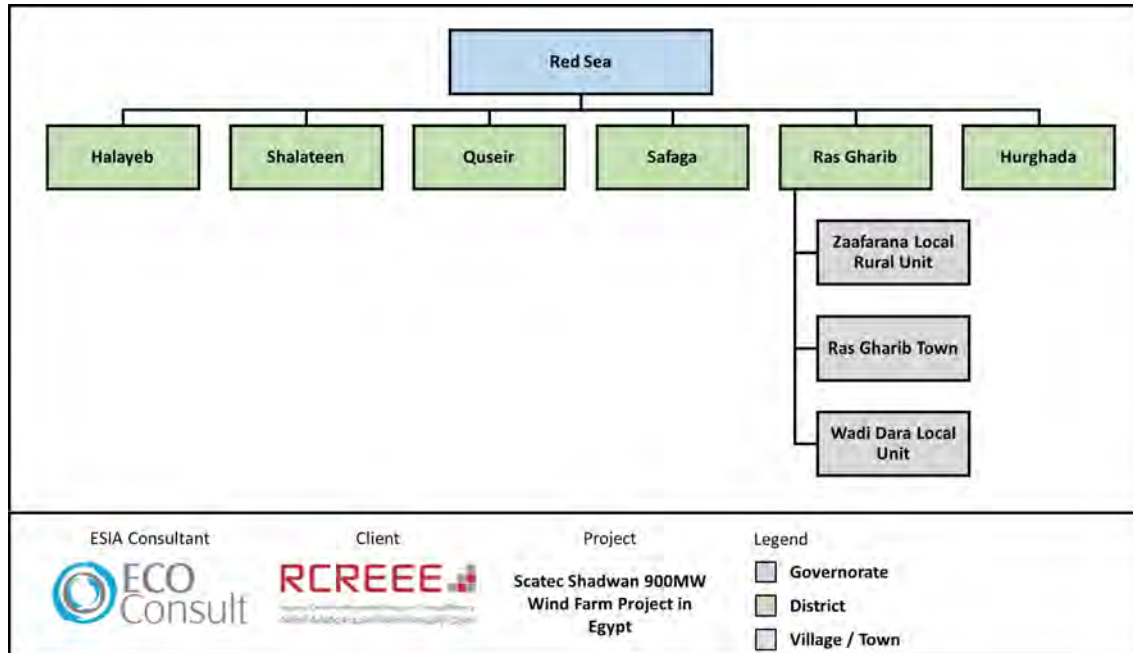 Red Sea
Halayeb
Shalateen
Quseir
Safaga
Ras Gharib
Hurghada
Zaafarana Local
Rural Unit
Ras Gharib Town
Wadi Dara Local
Unit
ESIA Consultant
ECO
Consult
Client
RCREEE
Project
Scatec Shadwan 900MW
Wind Farm Project in
Egypt
Legend
Governorate
District
Village / Town